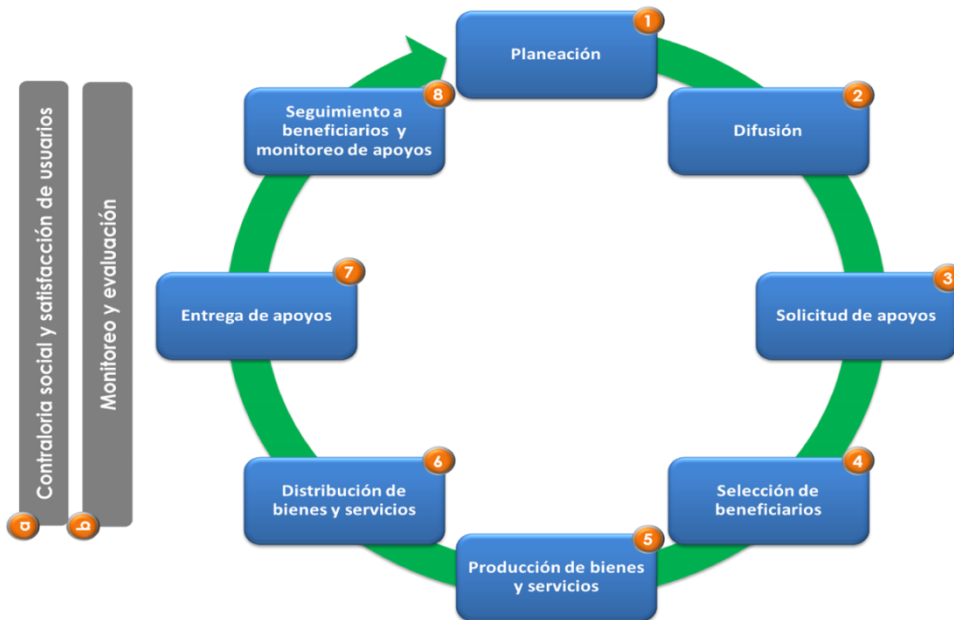 1
Planeación
2
Difusión
3
Solicitud de apoyos
4
Selección de
beneficiarios
5
Producción de bienes
y servicios
6
Distribución de
bienes y servicios
7
Entrega de apoyos
8
Seguimiento a
beneficiarios y
monitoreo de apoyos
a
Contraloria social y satisfacción de usuarios
b
Monitoreo y evaluación